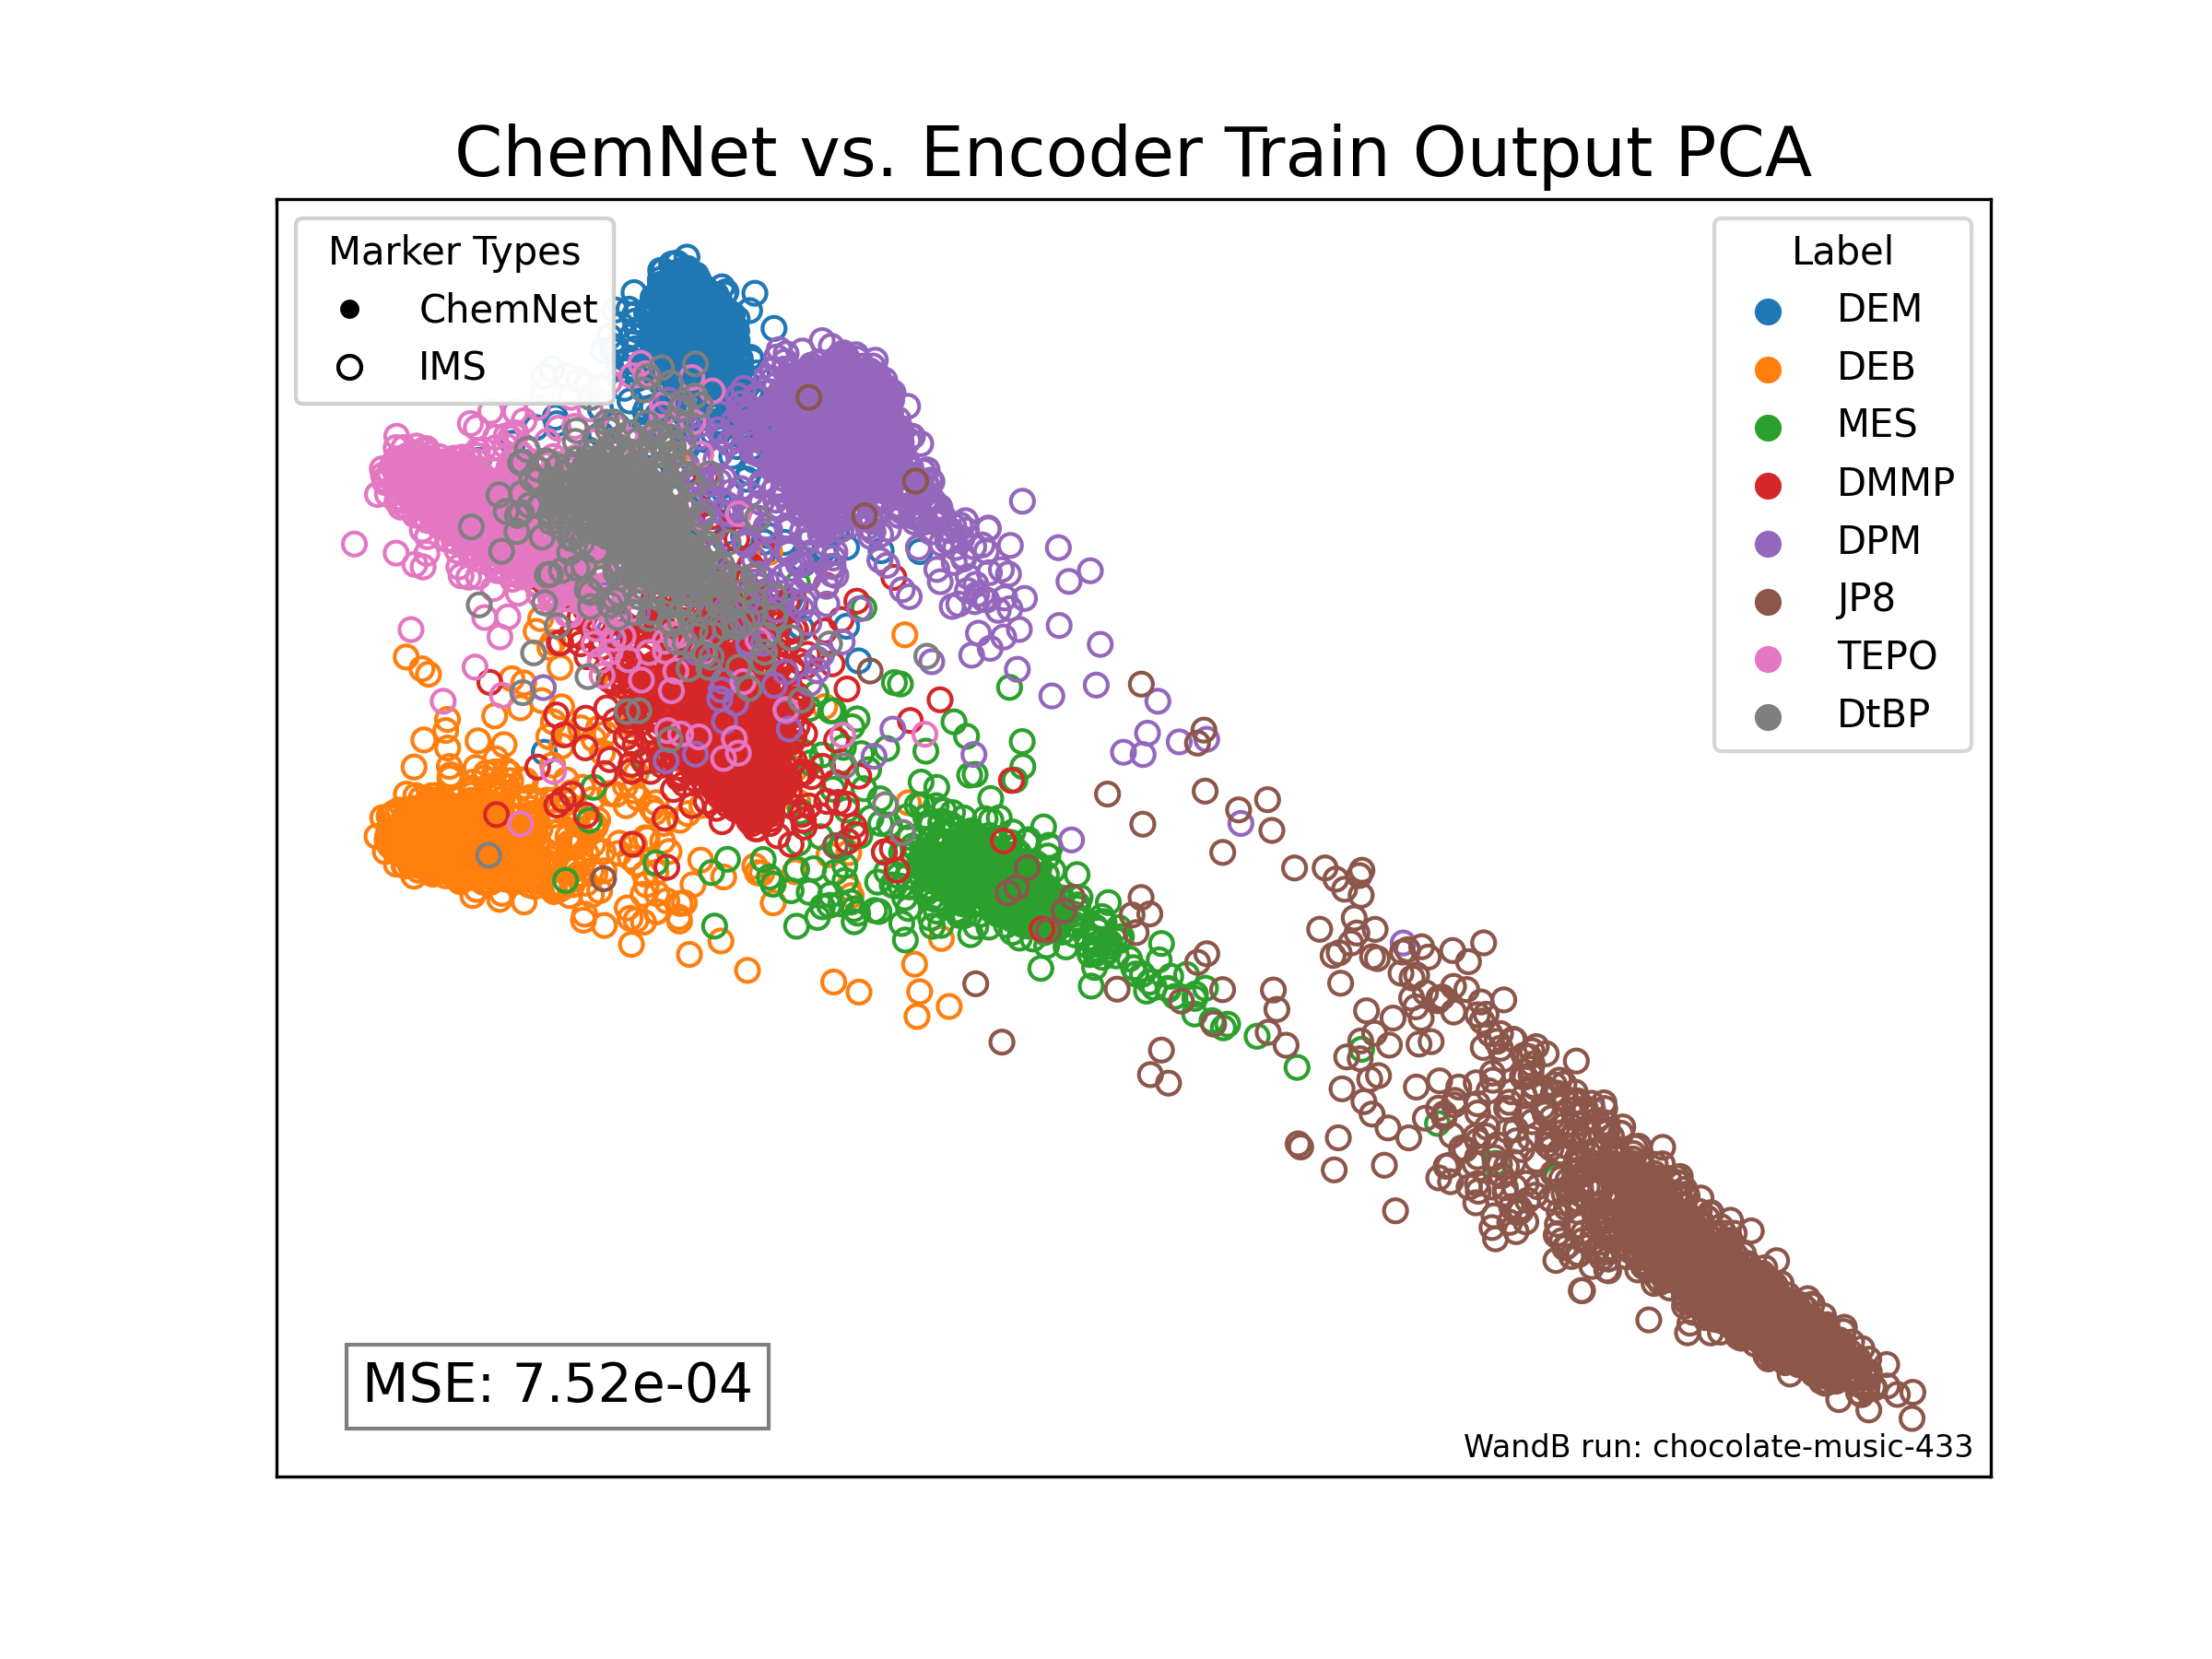 ChemNet vs. Encoder Train Output PCA
Marker Types
ChemNet
IMS
Label
DEM
DEB
MES
DMMP
DPM
JP8
TEPO
DtBP
MSE: 7.52e-04
WandB run: chocolate-music-433